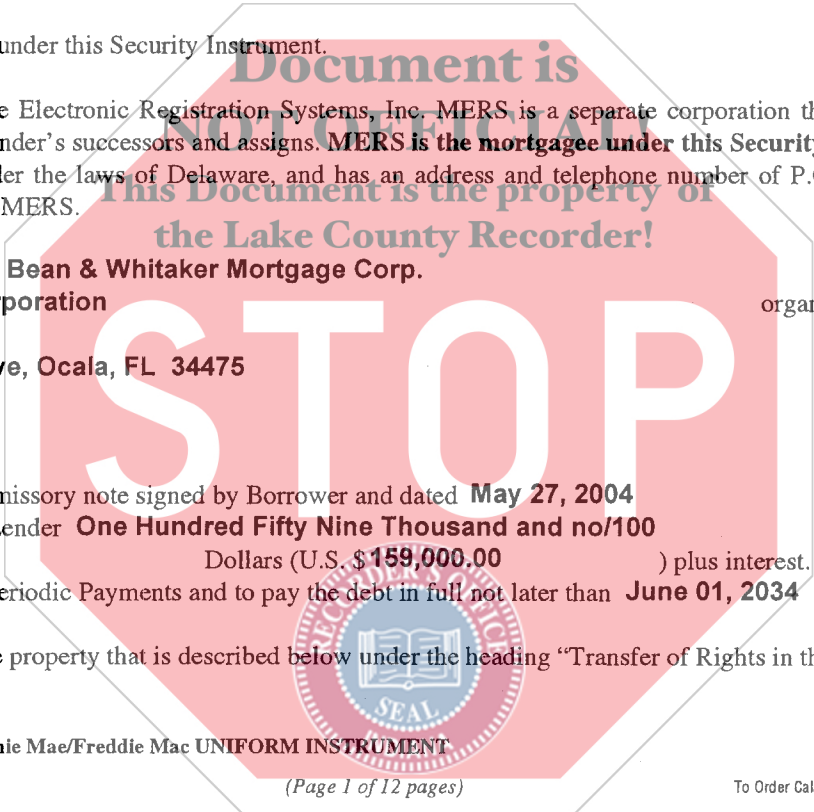 under this Security Instrument.
Document is
e Electronic Registration Systems, Inc. MERS is a separate corporation th
NOT OFFICIAL!
nder's successors and assigns. MERS is the mortgagee under this Security
ler the laws of Delaware, and has an address and telephone number of P.O
This Document is the property of
MERS.
the Lake County Recorder!
Bean & Whitaker Mortgage Corp.
poration organ
ve, Ocala, FL 34475
STOP
nissory note signed by Borrower and dated May 27, 2004
ender One Hundred Fifty Nine Thousand and no/100
Dollars (U.S. $159,000.00 ) plus interest.
eriodic Payments and to pay the debt in full not later than June 01, 2034
RECORDER'S OFFICE
e property that is described below under the heading “Transfer of Rights in th
SEAL
INDIANA
nie Mae/Freddie Mac UNIFORM INSTRUMENT
(Page 1 of 12 pages) To Order Cal